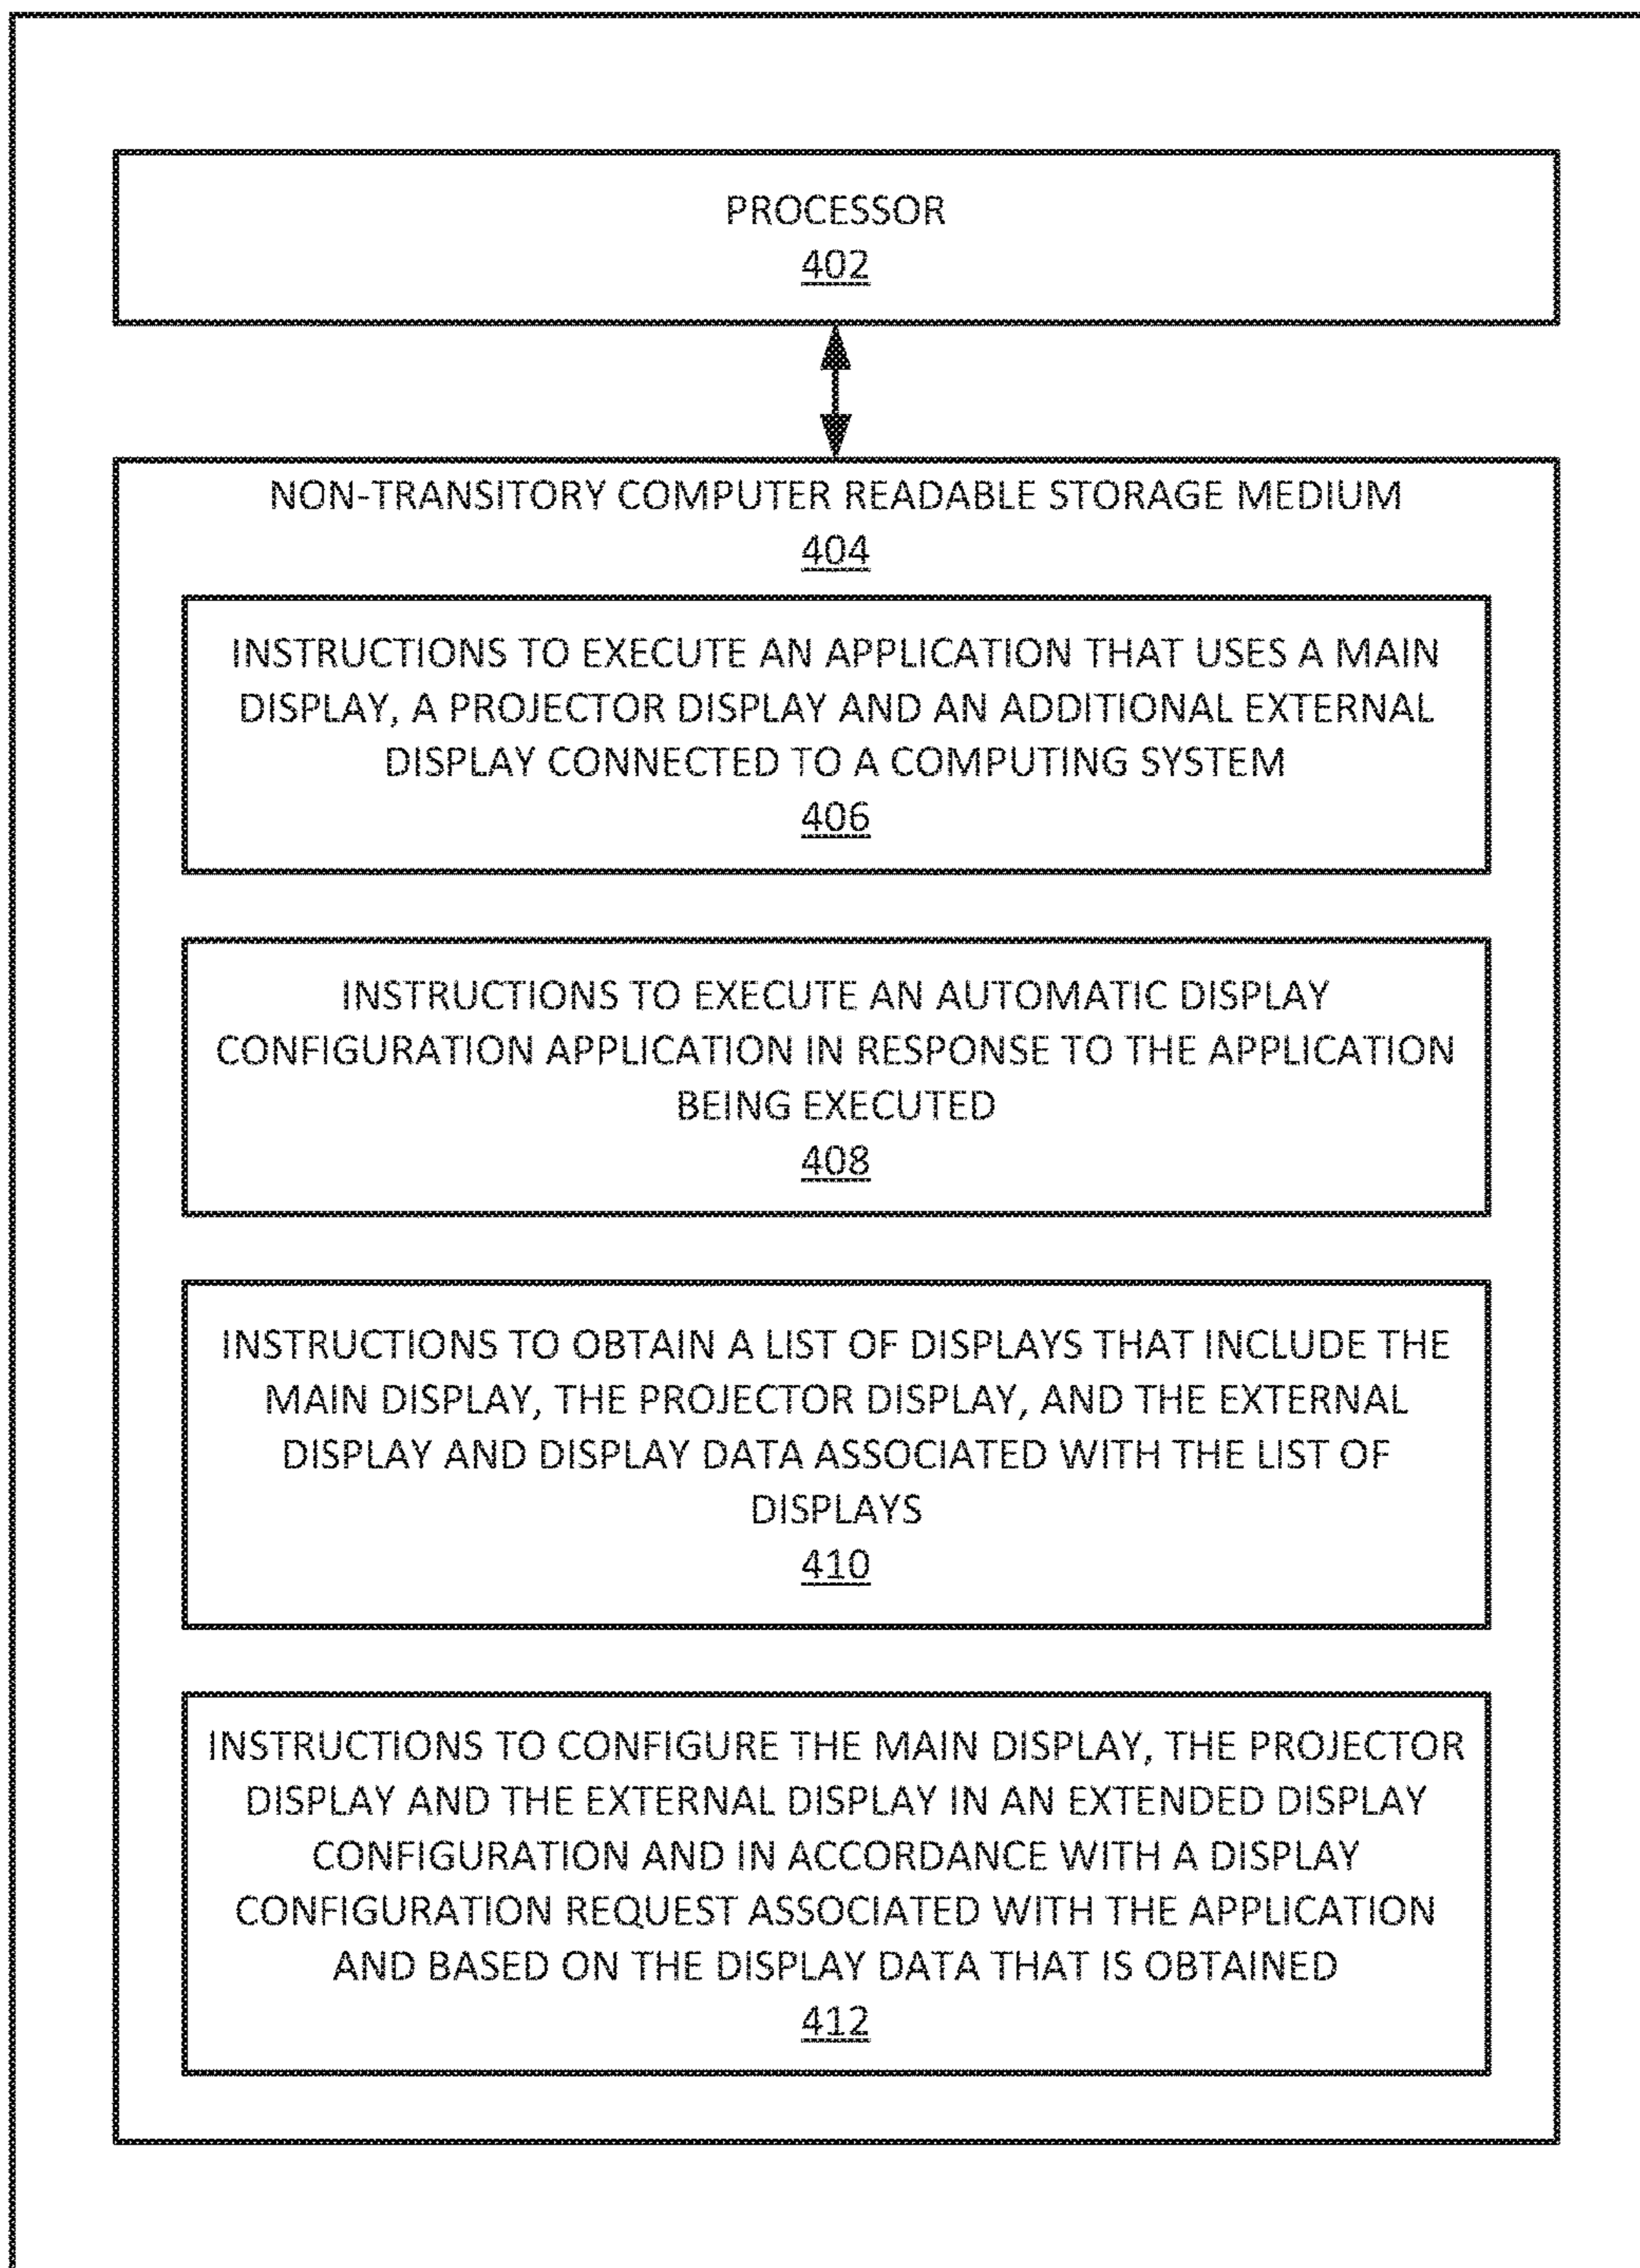 PROCESSOR
402
NON-TRANSITORY COMPUTER READABLE STORAGE MEDIUM
404
INSTRUCTIONS TO EXECUTE AN APPLICATION THAT USES A MAIN
DISPLAY, A PROJECTOR DISPLAY AND AN ADDITIONAL EXTERNAL
DISPLAY CONNECTED TO A COMPUTING SYSTEM
406
INSTRUCTIONS TO EXECUTE AN AUTOMATIC DISPLAY
CONFIGURATION APPLICATION IN RESPONSE TO THE APPLICATION
BEING EXECUTED
408
INSTRUCTIONS TO OBTAIN A LIST OF DISPLAYS THAT INCLUDE THE
MAIN DISPLAY, THE PROJECTOR DISPLAY, AND THE EXTERNAL
DISPLAY AND DISPLAY DATA ASSOCIATED WITH THE LIST OF
DISPLAYS
410
INSTRUCTIONS TO CONFIGURE THE MAIN DISPLAY, THE PROJECTOR
DISPLAY AND THE EXTERNAL DISPLAY IN AN EXTENDED DISPLAY
CONFIGURATION AND IN ACCORDANCE WITH A DISPLAY
CONFIGURATION REQUEST ASSOCIATED WITH THE APPLICATION
AND BASED ON THE DISPLAY DATA THAT IS OBTAINED
412